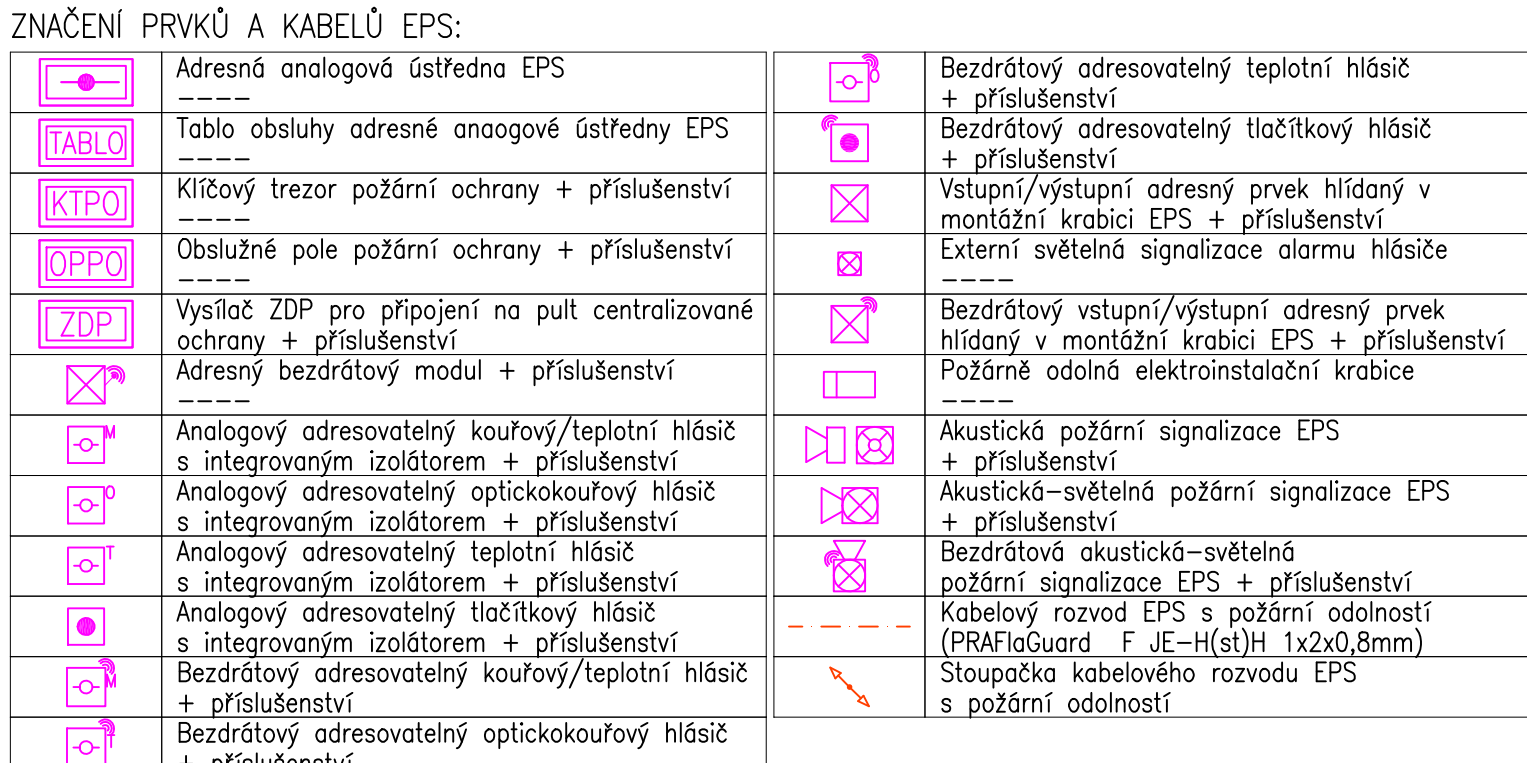 ZNAČENÍ PRVKŮ A KABELŮ EPS:
Adresná analogová ústředna EPS
----
TABLO
Tablo obsluhy adresné anaogové ústředny EPS
----
KTPO
Klíčový trezor požární ochrany + příslušenství
----
OPPO
Obslužné pole požární ochrany + příslušenství
----
ZDP
Vysílač ZDP pro připojení na pult centralizované
ochrany + příslušenství
Adresný bezdrátový modul + příslušenství
----
M
Analogový adresovatelný kouřový/teplotní hlásič
s integrovaným izolátorem + příslušenství
O
Analogový adresovatelný optickokouřový hlásič
s integrovaným izolátorem + příslušenství
T
Analogový adresovatelný teplotní hlásič
s integrovaným izolátorem + příslušenství
Analogový adresovatelný tlačítkový hlásič
s integrovaným izolátorem + příslušenství
M
Bezdrátový adresovatelný kouřový/teplotní hlásič
+ příslušenství
T
Bezdrátový adresovatelný optickokouřový hlásič
+ příslušenství
O
Bezdrátový adresovatelný teplotní hlásič
+ příslušenství
Bezdrátový adresovatelný tlačítkový hlásič
+ příslušenství
Vstupní/výstupní adresný prvek hlídaný v
montážní krabici EPS + příslušenství
Externí světelná signalizace alarmu hlásiče
----
Bezdrátový vstupní/výstupní adresný prvek
hlídaný v montážní krabici EPS + příslušenství
Požárně odolná elektroinstalační krabice
----
Akustická požární signalizace EPS
+ příslušenství
Akustická-světelná požární signalizace EPS
+ příslušenství
Bezdrátová akustická-světelná
požární signalizace EPS + příslušenství
Kabelový rozvod EPS s požární odolností
(PRAFlaGuard F JE-H(st)H 1x2x0,8mm)
Stoupačka kabelového rozvodu EPS
s požární odolností